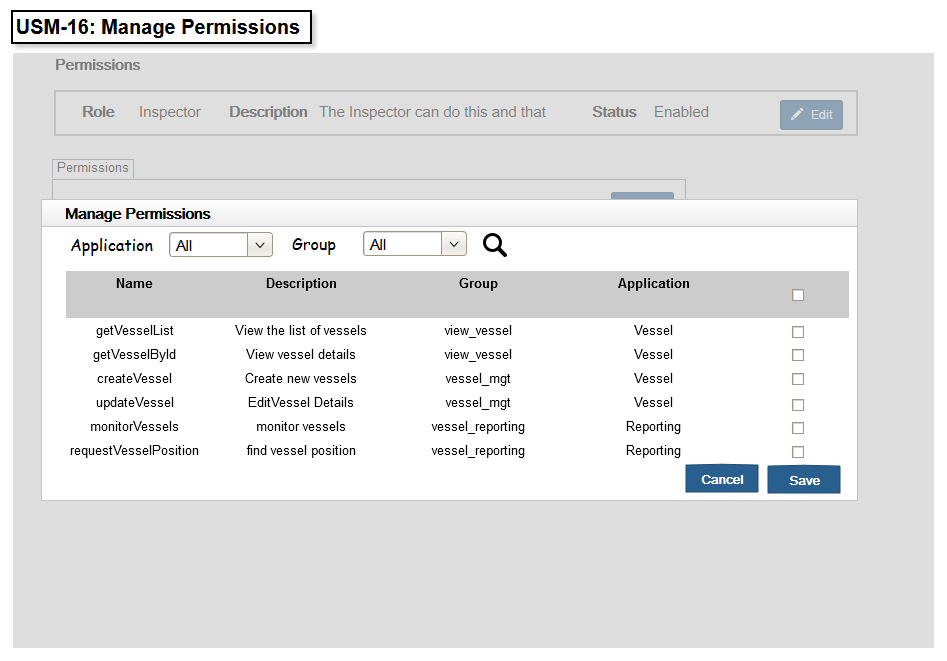 USM-16: Manage Permissions
Permissions
Role Inspector Description The Inspector can do this and that Status Enabled Edit
Permissions
Manage Permissions
Application All Group All
Name Description Group Application
getVesselList View the list of vessels view_vessel Vessel
getVesselById View vessel details view_vessel Vessel
createVessel Create new vessels vessel_mgt Vessel
updateVessel EditVessel Details vessel_mgt Vessel
monitorVessels monitor vessels vessel_reporting Reporting
requestVesselPosition find vessel position vessel_reporting Reporting
Cancel Save